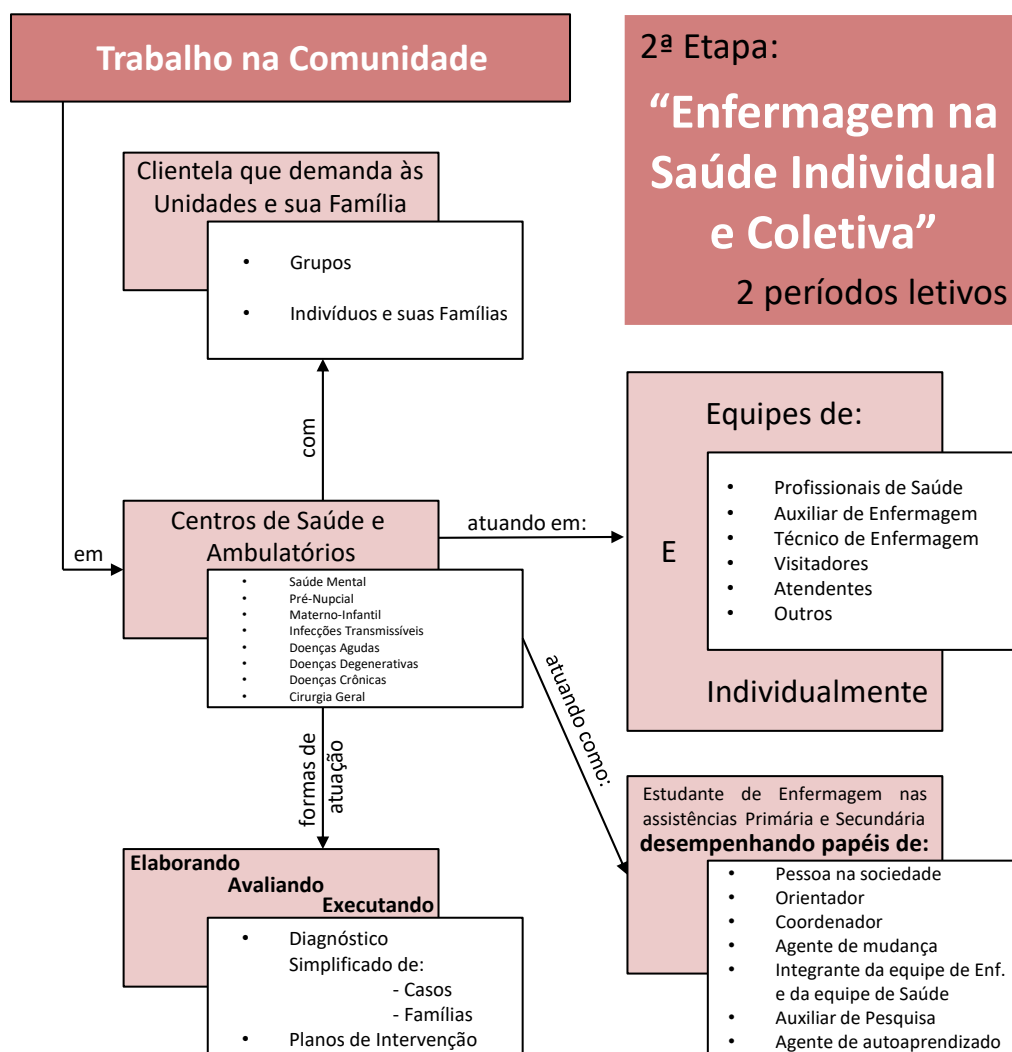 Trabalho na Comunidade
2ª Etapa:
“Enfermagem na
Saúde Individual
e Coletiva”
2 períodos letivos
Clientela que demanda às
Unidades e sua Família
• Grupos
• Indivíduos e suas Famílias
com
em
Centros de Saúde e
Ambulatórios
• Saúde Mental
• Pré-Nupcial
• Materno-Infantil
• Infecções Transmissíveis
• Doenças Agudas
• Doenças Degenerativas
• Doenças Crônicas
• Cirurgia Geral
atuando em:
Equipes de:
E
• Profissionais de Saúde
• Auxiliar de Enfermagem
• Técnico de Enfermagem
• Visitadores
• Atendentes
• Outros
Individualmente
atuando como:
Estudante de Enfermagem nas
assistências Primária e Secundária
desempenhando papéis de:
• Pessoa na sociedade
• Orientador
• Coordenador
• Agente de mudança
• Integrante da equipe de Enf.
e da equipe de Saúde
• Auxiliar de Pesquisa
• Agente de autoaprendizado
formas de
atuação
Elaborando
Avaliando
Executando
• Diagnóstico
Simplificado de:
- Casos
- Famílias
• Planos de Intervenção